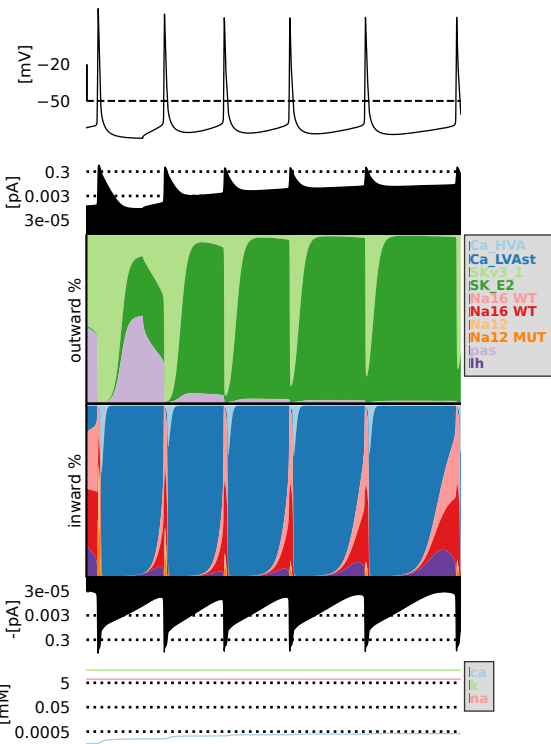 [mV]
−20
−50
[pA]
0.3
0.003
3e-05
outward %
Ca_HVA
Ca_LVAst
SKv3_1
SK_E2
Na16 WT
Na16 WT
Na12
Na12 MUT
pas
Ih
inward %
-[pA]
3e-05
0.003
0.3
[mM]
5
0.05
0.0005
ca
k
na